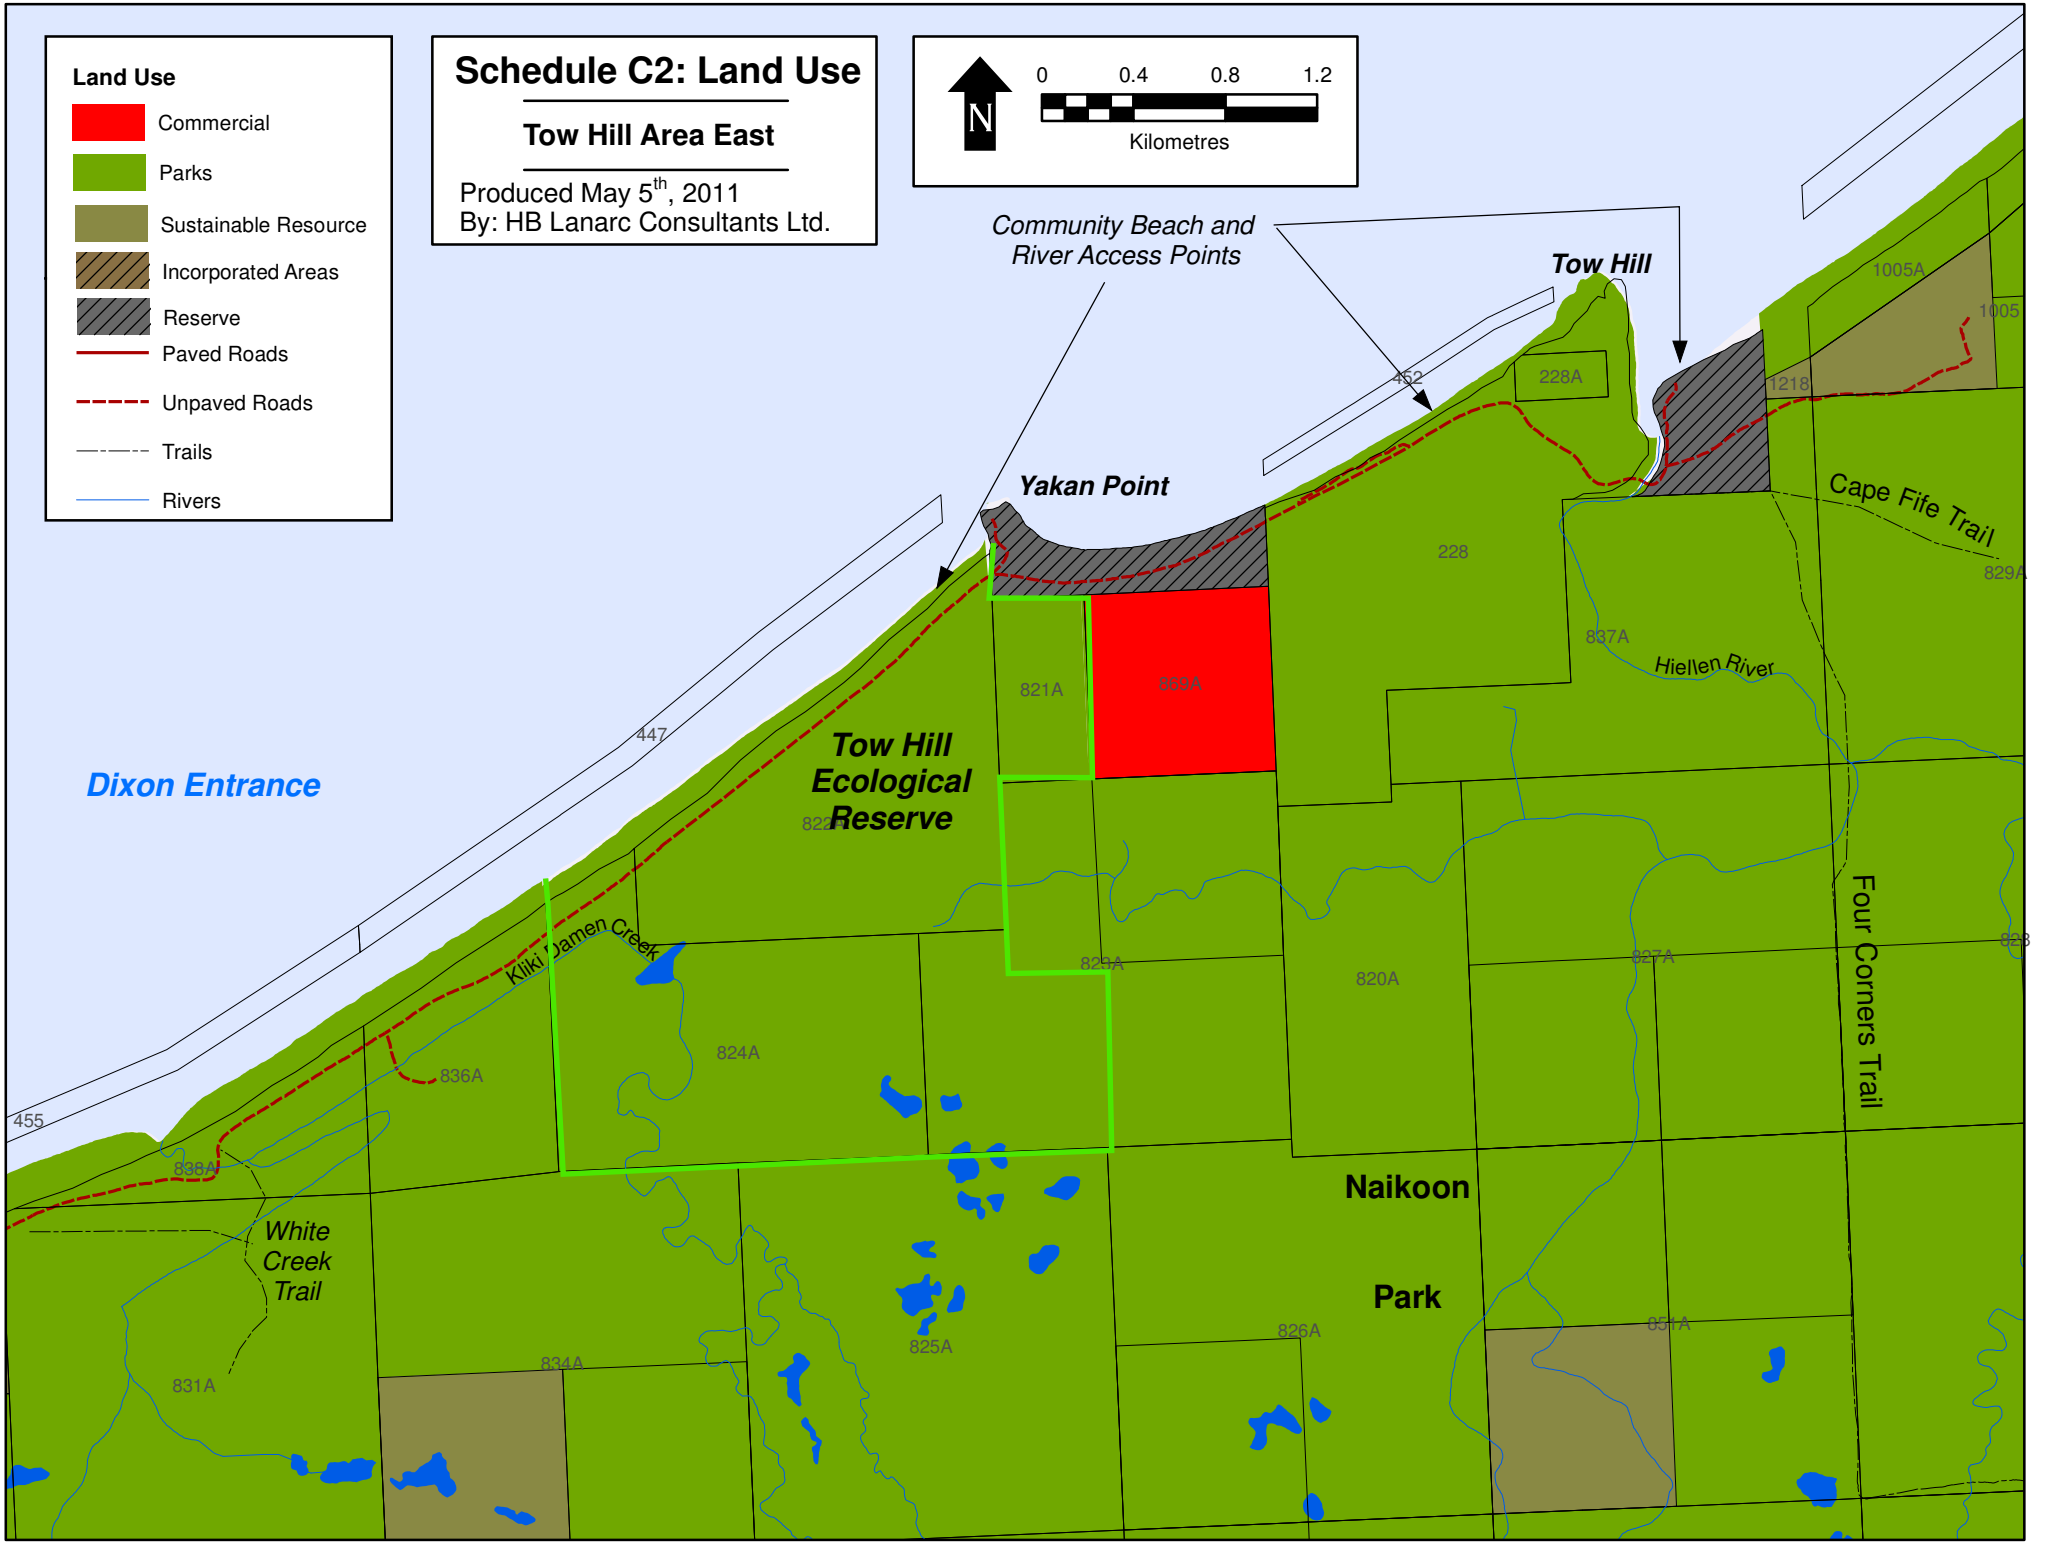 Land Use
Commercial
Parks
Sustainable Resource
Incorporated Areas
Reserve
Paved Roads
Unpaved Roads
Trails
Rivers
Schedule C2: Land Use
Tow Hill Area East
Produced May 5th, 2011
By: HB Lanarc Consultants Ltd.
N
0 0.4 0.8 1.2
Kilometres
Community Beach and
River Access Points
Tow Hill
1005A
1005
452
228A
1218
Yakan Point
Cape Fife Trail
228
829A
837A
Hiellen River
821A
869A
447
Tow Hill
Ecological
Reserve
822A
Dixon Entrance
Kliki Damen Creek
Four Corners Trail
823A
820A
827A
828
824A
836A
455
838A
Naikoon
Park
White
Creek
Trail
834A
825A
826A
851A
831A